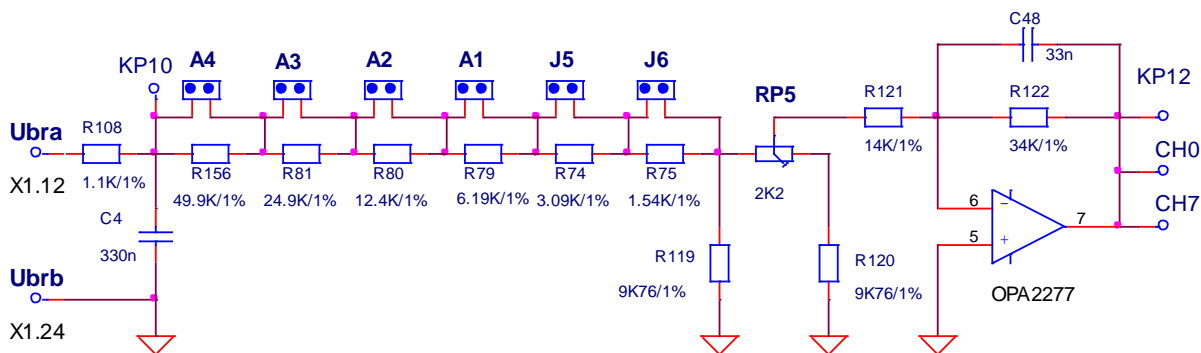 C48
33n
A4
A3
A2
A1
J5
J6
KP10
KP12
RP5
R121
R122
Ubra
R108
14K/1%
34K/1%
CH0
X1.12
1.1K/1%
R156
R81
R80
R79
R74
R75
2K2
49.9K/1%
24.9K/1%
12.4K/1%
6.19K/1%
3.09K/1%
1.54K/1%
CH7
C4
6
−
7
5
+
330n
R119
R120
Ubrb
9K76/1%
9K76/1%
OPA2277
X1.24